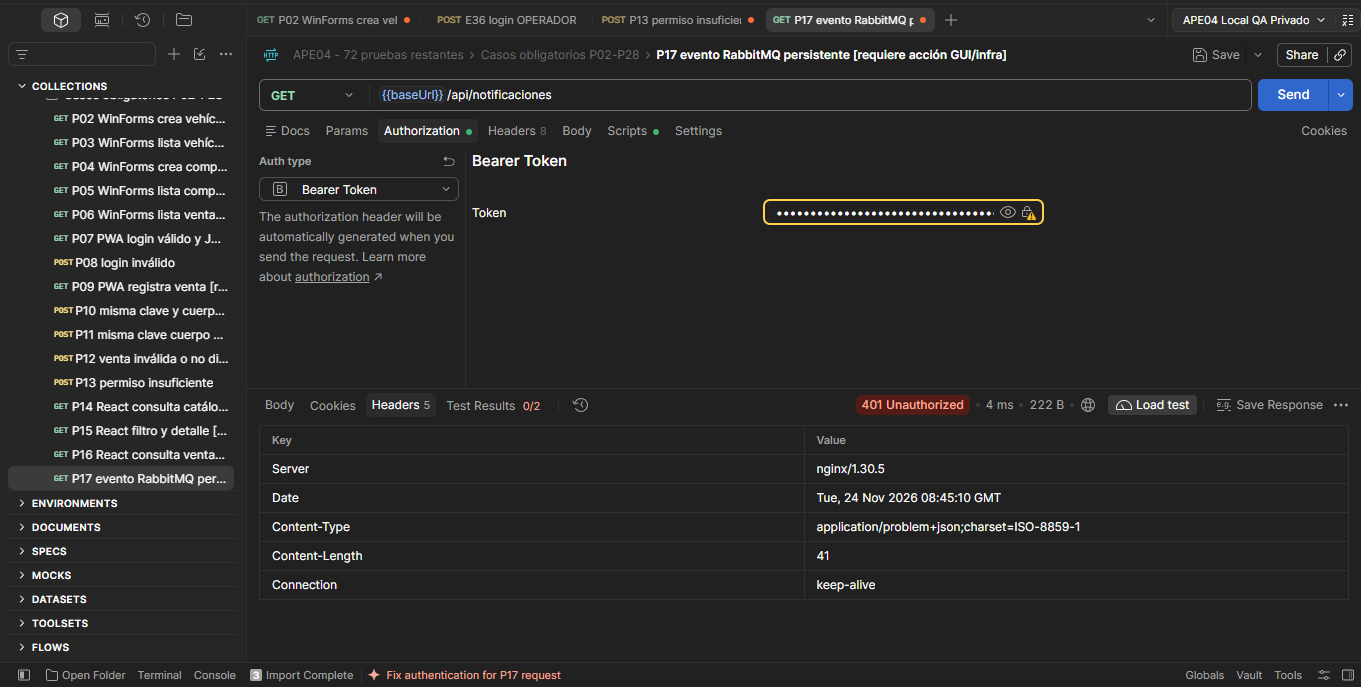 GET P02 WinForms crea vel
POST E36 login OPERADOR
POST P13 permiso insuficien
GET P17 evento RabbitMQ p
APE04 Local QA Privado
APE04 - 72 pruebas restantes > Casos obligatorios P02-P28 > P17 evento RabbitMQ persistente [requiere acción GUI/infra]
Save
Share
COLLECTIONS
GET P02 WinForms crea vehíc...
GET P03 WinForms lista vehíc...
GET P04 WinForms crea comp...
GET P05 WinForms lista comp...
GET P06 WinForms lista venta...
GET P07 PWA login válido y J...
POST P08 login inválido
GET P09 PWA registra venta [r...
POST P10 misma clave y cuerp...
POST P11 misma clave cuerpo ...
POST P12 venta inválida o no di...
POST P13 permiso insuficiente
GET P14 React consulta catálo...
GET P15 React filtro y detalle [...
GET P16 React consulta venta...
GET P17 evento RabbitMQ per...
ENVIRONMENTS
DOCUMENTS
SPECS
MOCKS
DATASETS
TOOLSETS
FLOWS
GET
{{baseUrl}} /api/notificaciones
Send
Docs Params Authorization Headers 8 Body Scripts Settings
Cookies
Auth type
B Bearer Token
The authorization header will be
automatically generated when you
send the request. Learn more
about authorization ↗
Bearer Token
Token
Body Cookies Headers 5 Test Results 0/2
401 Unauthorized • 4 ms • 222 B
Load test
e.g. Save Response
Key Value
Server nginx/1.30.5
Date Tue, 24 Nov 2026 08:45:10 GMT
Content-Type application/problem+json;charset=ISO-8859-1
Content-Length 41
Connection keep-alive
Open Folder Terminal Console 3 Import Complete Fix authentication for P17 request
Globals Vault Tools